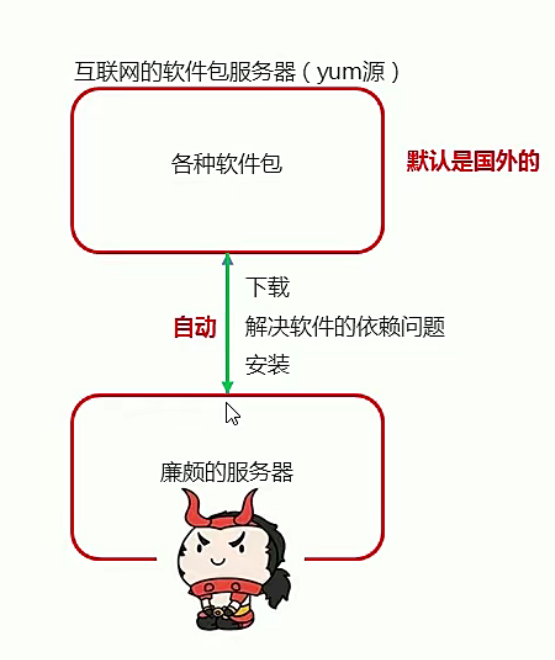 互联网的软件包服务器（yum源）
各种软件包
默认是国外的
下载
自动
解决软件的依赖问题
安装
廉颇的服务器